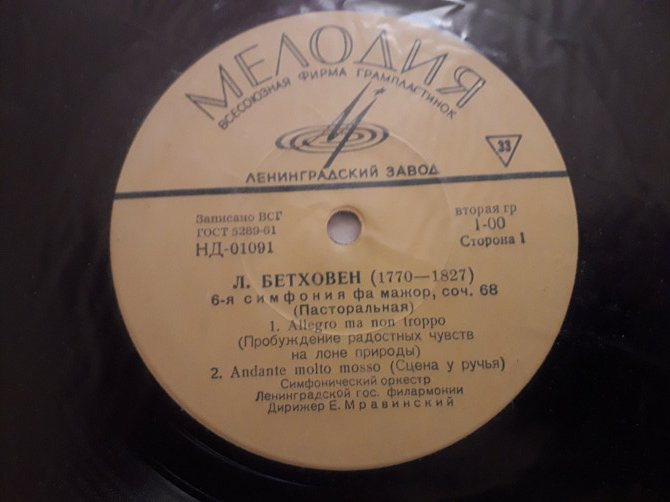 МЕЛОДИЯ
ВСЕСОЮЗНАЯ ФИРМА ГРАМПЛАСТИНОК
33
ЛЕНИНГРАДСКИЙ ЗАВОД
Записано ВСГ
ГОСТ 5289-61
НД-01091
вторая гр
1-00
Сторона 1
Л. БЕТХОВЕН (1770—1827)
6-я симфония фа мажор, соч. 68
(Пасторальная)
1. Allegro ma non troppo
(Пробуждение радостных чувств
на лоне природы)
2. Andante molto mosso (Сцена у ручья)
Симфонический оркестр
Ленинградской гос. филармонии
Дирижер Е. Мравинский